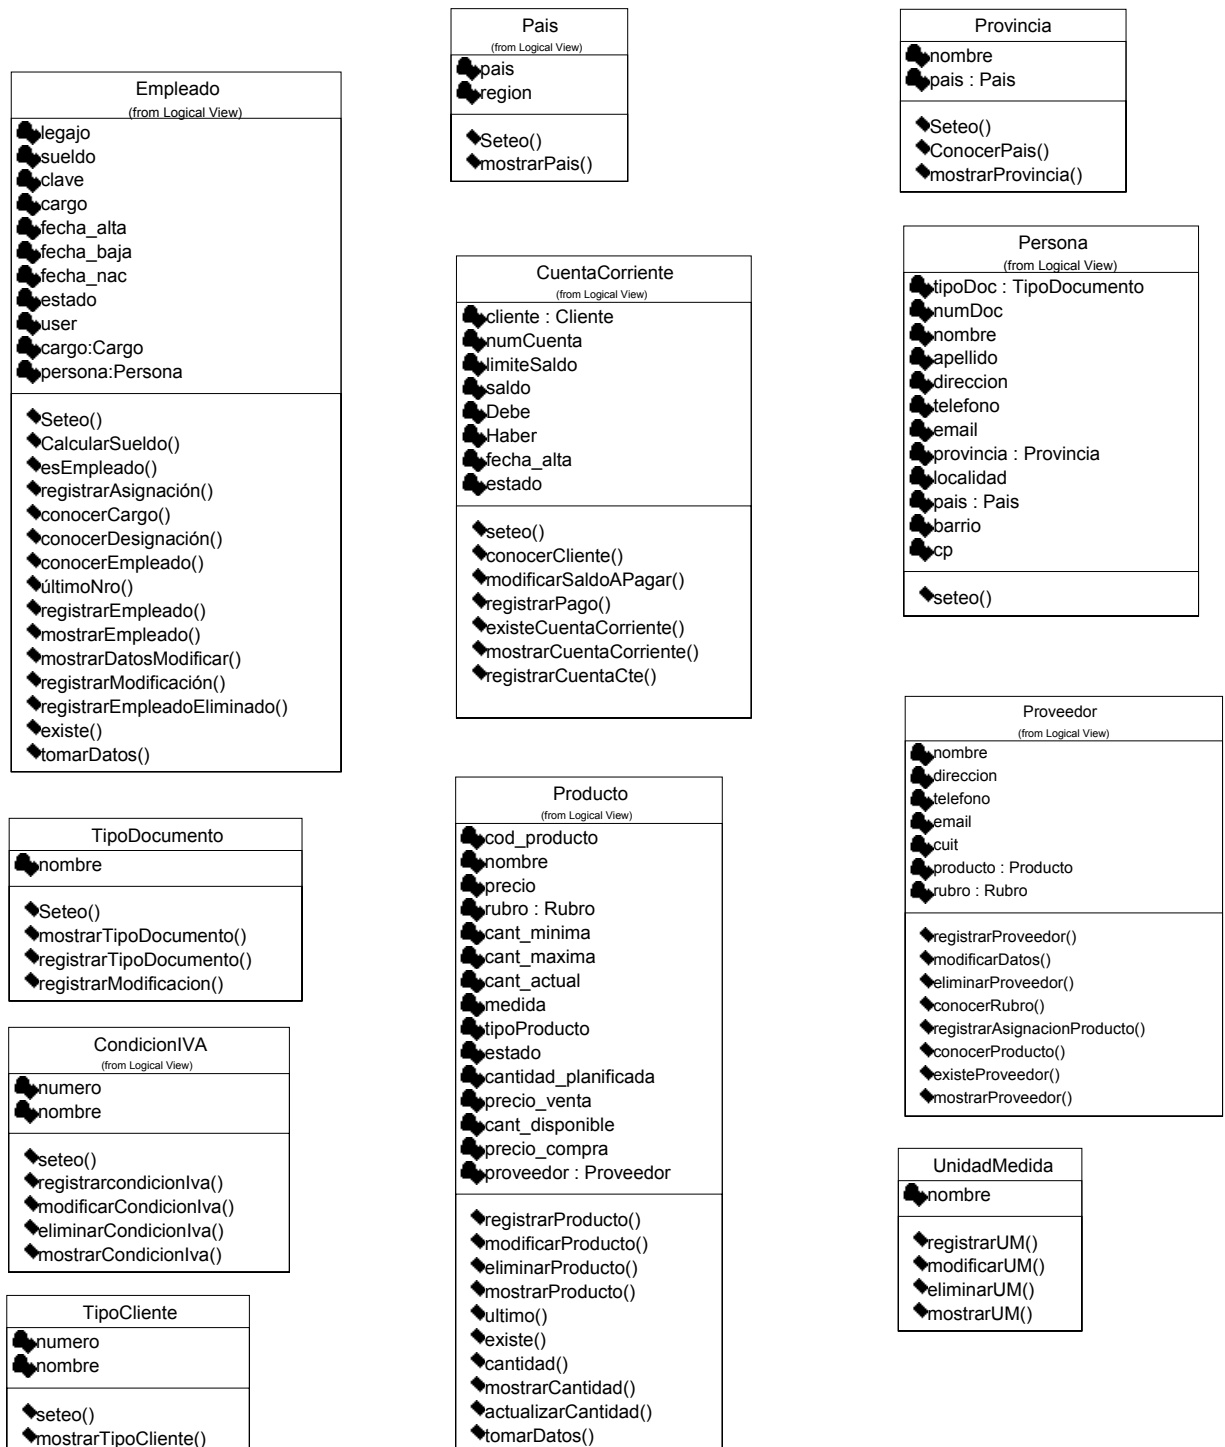 Pais
(from Logical View)
pais
region
Seteo()
mostrarPais()
Provincia
nombre
pais : Pais
Seteo()
ConocerPais()
mostrarProvincia()
Empleado
(from Logical View)
legajo
sueldo
clave
cargo
fecha_alta
fecha_baja
fecha_nac
estado
user
cargo:Cargo
persona:Persona
Seteo()
CalcularSueldo()
esEmpleado()
registrarAsignación()
conocerCargo()
conocerDesignación()
conocerEmpleado()
últimoNro()
registrarEmpleado()
mostrarEmpleado()
mostrarDatosModificar()
registrarModificación()
registrarEmpleadoEliminado()
existe()
tomarDatos()
CuentaCorriente
(from Logical View)
cliente : Cliente
numCuenta
limiteSaldo
saldo
Debe
Haber
fecha_alta
estado
seteo()
conocerCliente()
modificarSaldoAPagar()
registrarPago()
existeCuentaCorriente()
mostrarCuentaCorriente()
registrarCuentaCte()
Persona
(from Logical View)
tipoDoc : TipoDocumento
numDoc
nombre
apellido
direccion
telefono
email
provincia : Provincia
localidad
pais : Pais
barrio
cp
seteo()
Proveedor
(from Logical View)
nombre
direccion
telefono
email
cuit
producto : Producto
rubro : Rubro
registrarProveedor()
modificarDatos()
eliminarProveedor()
conocerRubro()
registrarAsignacionProducto()
conocerProducto()
existeProveedor()
mostrarProveedor()
TipoDocumento
nombre
Seteo()
mostrarTipoDocumento()
registrarTipoDocumento()
registrarModificacion()
Producto
(from Logical View)
cod_producto
nombre
precio
rubro : Rubro
cant_minima
cant_maxima
cant_actual
medida
tipoProducto
estado
cantidad_planificada
precio_venta
cant_disponible
precio_compra
proveedor : Proveedor
registrarProducto()
modificarProducto()
eliminarProducto()
mostrarProducto()
ultimo()
existe()
cantidad()
mostrarCantidad()
actualizarCantidad()
tomarDatos()
CondicionIVA
(from Logical View)
numero
nombre
seteo()
registrarcondicionIva()
modificarCondicionIva()
eliminarCondicionIva()
mostrarCondicionIva()
UnidadMedida
nombre
registrarUM()
modificarUM()
eliminarUM()
mostrarUM()
TipoCliente
numero
nombre
seteo()
mostrarTipoCliente()